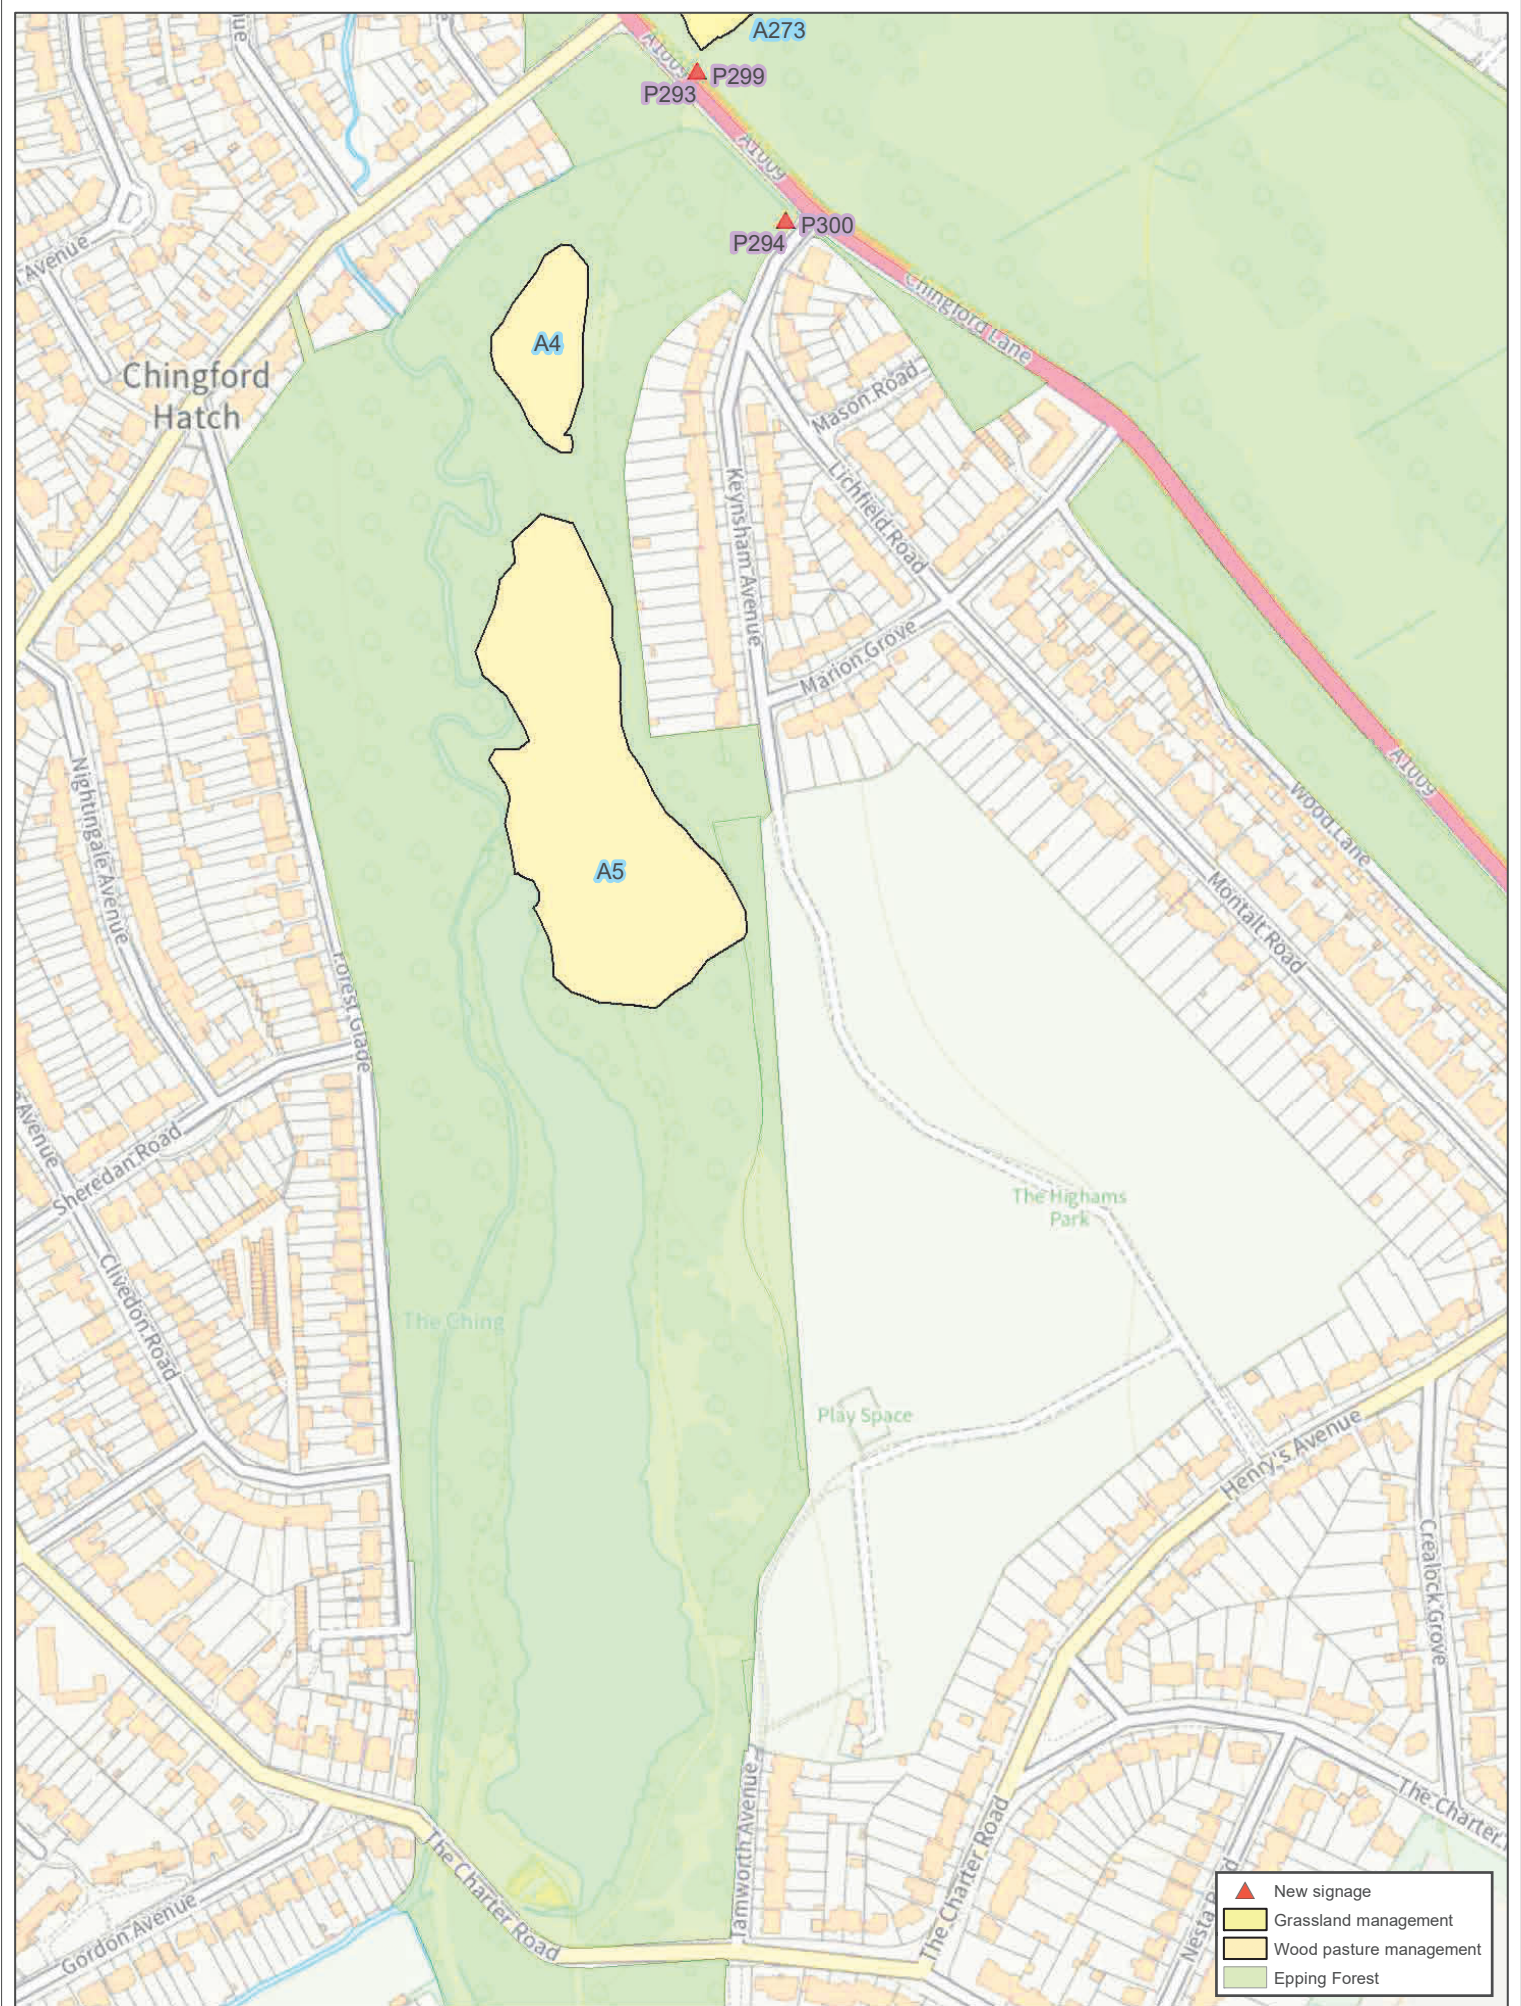 A273
A1009
P299
P293
A1009
P300
P294
Avenue
Chingford Lane
A4
Chingford
Hatch
Mason Road
Lichfield Road
Keynsham Avenue
Marion Grove
A1009
Nightingale Avenue
Wood Lane
A5
Montalt Road
Forest Glade
Avenue
Sheredan Road
The Highams
Park
Clivedon Road
The Ching
Play Space
Henry's Avenue
Crealock Grove
The Charter
Tamworth Avenue
The Charter Road
The Charter Road
Gordon Avenue
New signage
Grassland management
Wood pasture management
Epping Forest